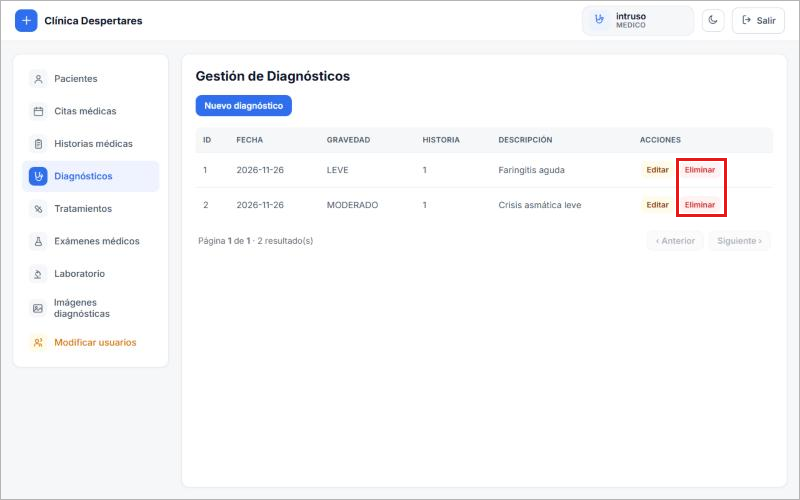 Clínica Despertares
intruso
MEDICO
Salir
Pacientes
Citas médicas
Historias médicas
Diagnósticos
Tratamientos
Exámenes médicos
Laboratorio
Imágenes
diagnósticas
Modificar usuarios
Gestión de Diagnósticos
Nuevo diagnóstico
ID FECHA GRAVEDAD HISTORIA DESCRIPCIÓN ACCIONES
1 2026-11-26 LEVE 1 Faringitis aguda Editar Eliminar
2 2026-11-26 MODERADO 1 Crisis asmática leve Editar Eliminar
Página 1 de 1 · 2 resultado(s) ‹ Anterior Siguiente ›